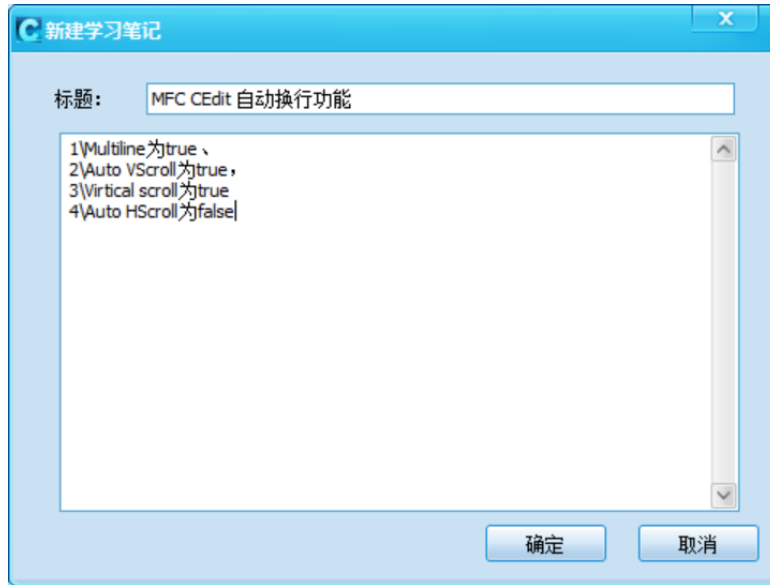 新建学习笔记
标题： MFC CEdit 自动换行功能
1\Multiline为true、
2\Auto VScroll为true，
3\Virtical scroll为true
4\Auto HScroll为false
确定 取消